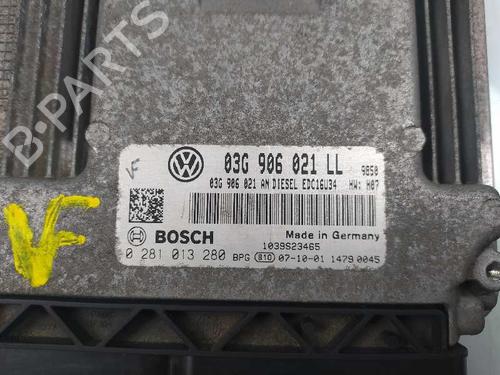 B-PARTS
VF
03G 906 021 LL 9850
03G 906 021 AN DIESEL EDC16U34 HW: H07
BOSCH
Made in Germany
1039S23465
0 281 013 280 BPG 810 07-10-01 1479 0045
VF